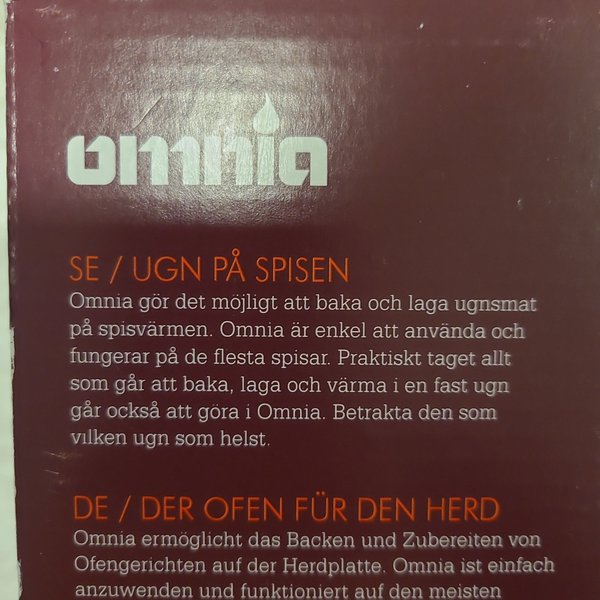 omnia
SE / UGN PÅ SPISEN
Omnia gör det möjligt att baka och laga ugnsmat
på spisvärmen. Omnia är enkel att använda och
fungerar på de flesta spisar. Praktiskt taget allt
som går att baka, laga och värma i en fast ugn
går också att göra i Omnia. Betrakta den som
vilken ugn som helst.
DE / DER OFEN FÜR DEN HERD
Omnia ermöglicht das Backen und Zubereiten von
Ofengerichten auf der Herdplatte. Omnia ist einfach
anzuwenden und funktioniert auf den meisten